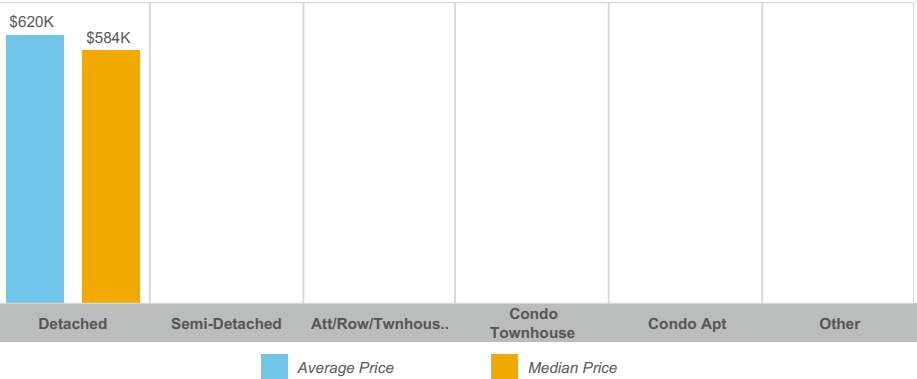 $620K
$584K
Detached
Semi-Detached
Att/Row/Twnhous..
Condo
Townhouse
Condo Apt
Other
Average Price
Median Price